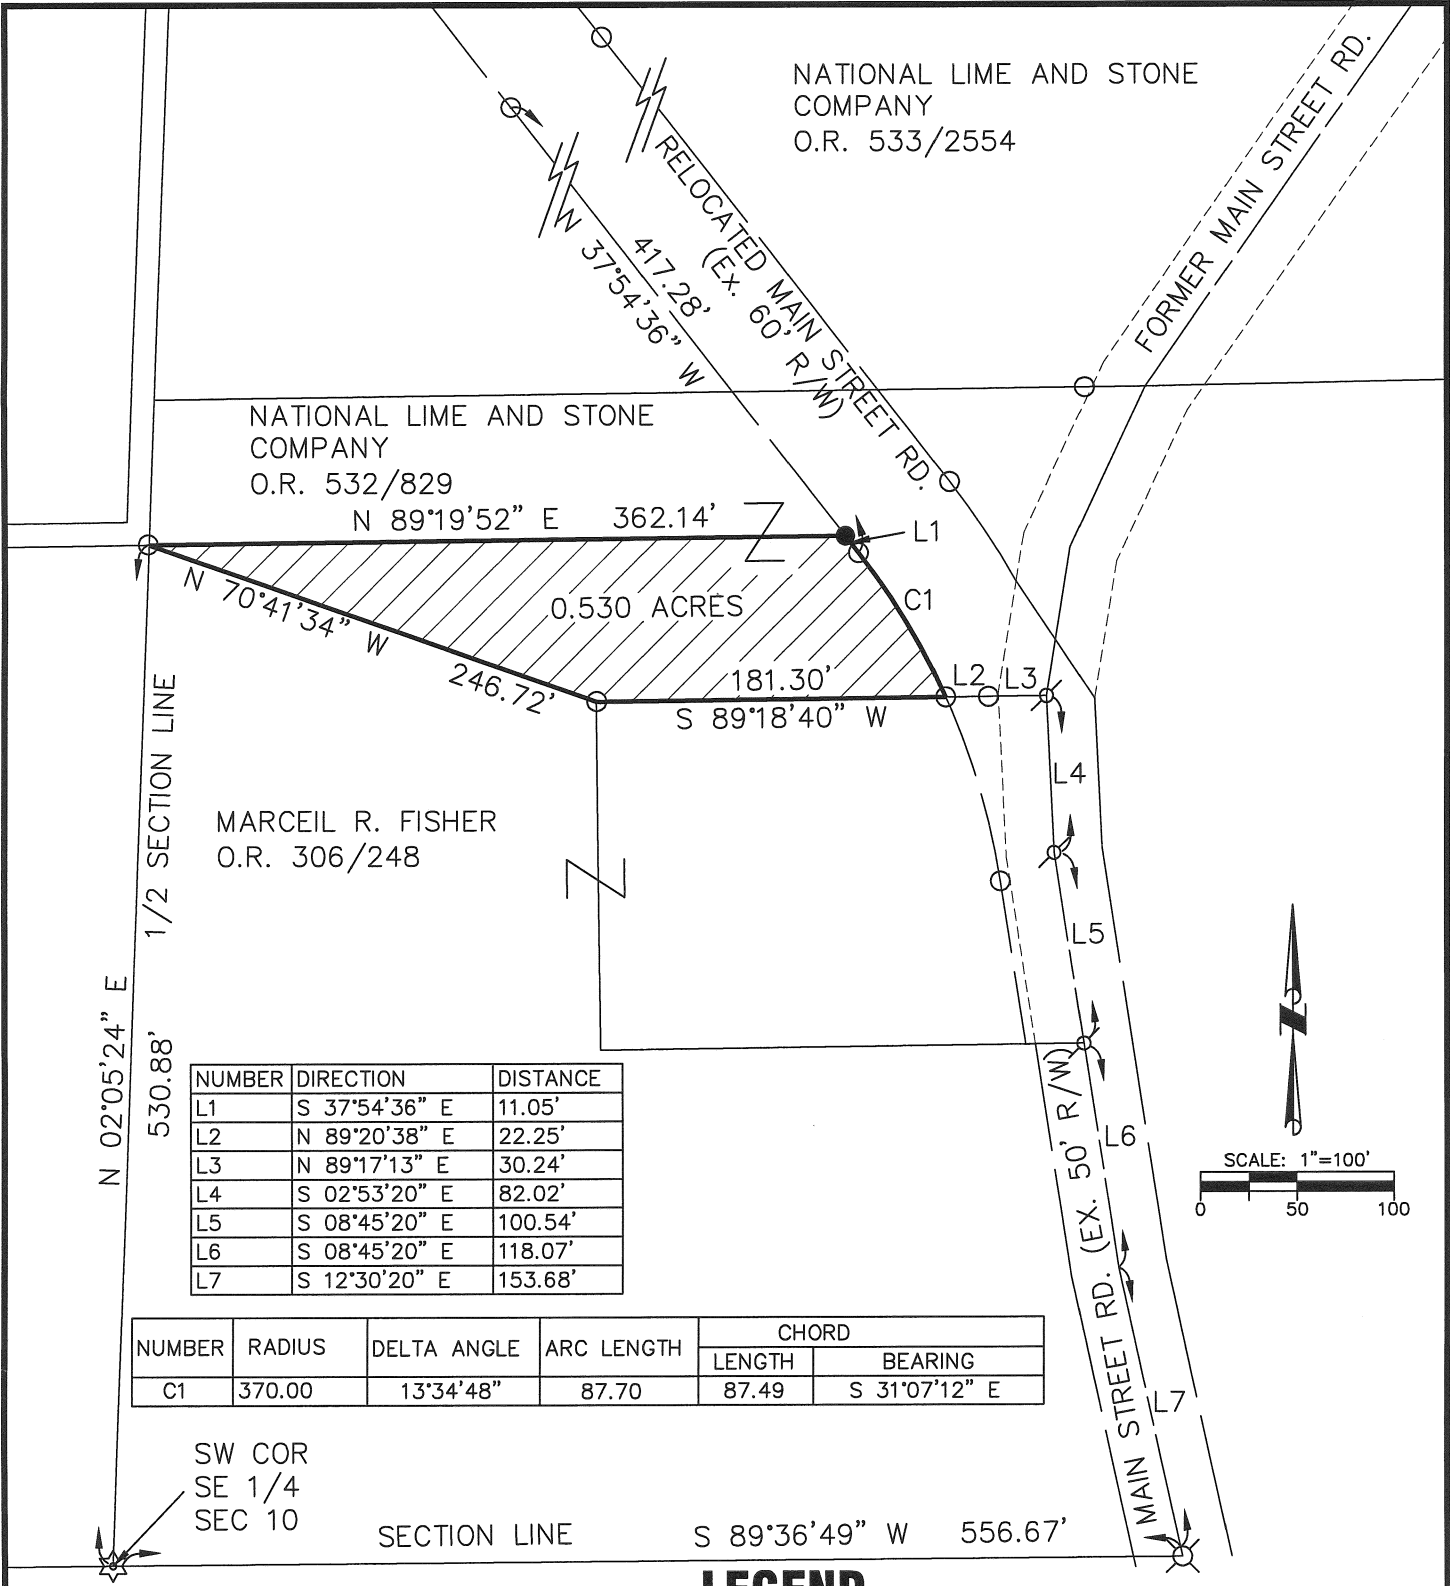 NATIONAL LIME AND STONE
COMPANY
O.R. 533/2554
FORMER MAIN STREET RD.
RELOCATED MAIN STREET RD.
(Ex. 60' R/W)
417.28'
N 37°54'36" W
NATIONAL LIME AND STONE
COMPANY
O.R. 532/829
N 89°19'52" E 362.14'
L1
C1
0.530 ACRES
N 70°41'34" W
246.72'
181.30'
S 89°18'40" W
L2
L3
L4
L5
L6
L7
1/2 SECTION LINE
MARCEIL R. FISHER
O.R. 306/248
N 02°05'24" E
530.88'
NUMBER DIRECTION DISTANCE
L1 S 37°54'36" E 11.05'
L2 N 89°20'38" E 22.25'
L3 N 89°17'13" E 30.24'
L4 S 02°53'20" E 82.02'
L5 S 08°45'20" E 100.54'
L6 S 08°45'20" E 118.07'
L7 S 12°30'20" E 153.68'
MAIN STREET RD. (EX. 50' R/W)
SCALE: 1"=100'
0 50 100
NUMBER RADIUS DELTA ANGLE ARC LENGTH CHORD
LENGTH BEARING
C1 370.00 13°34'48" 87.70 87.49 S 31°07'12" E
SW COR
SE 1/4
SEC 10
SECTION LINE S 89°36'49" W 556.67'
LEGEND